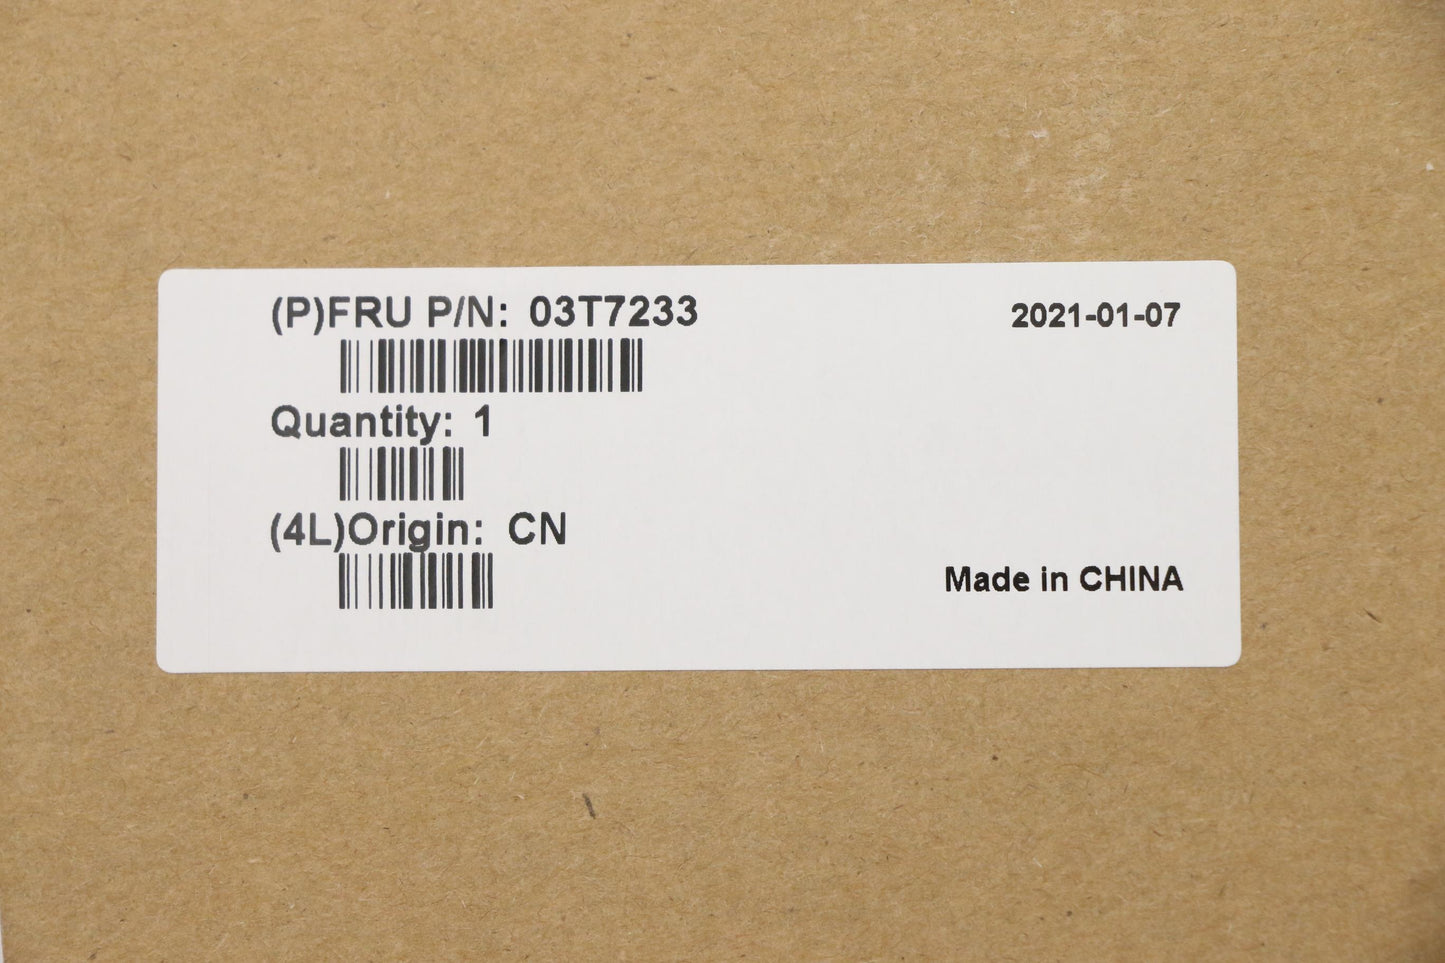 (P)FRU P/N: 03T7233
2021-01-07
Quantity: 1
(4L)Origin: CN
Made in CHINA